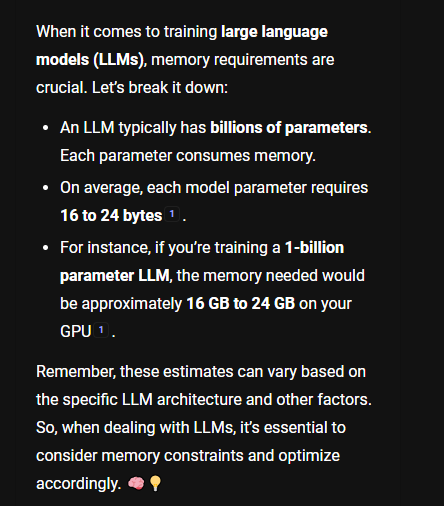 When it comes to training large language
models (LLMs), memory requirements are
crucial. Let’s break it down:
• An LLM typically has billions of parameters.
Each parameter consumes memory.
• On average, each model parameter requires
16 to 24 bytes 1 .
• For instance, if you’re training a 1-billion
parameter LLM, the memory needed would
be approximately 16 GB to 24 GB on your
GPU 1 .
Remember, these estimates can vary based on
the specific LLM architecture and other factors.
So, when dealing with LLMs, it’s essential to
consider memory constraints and optimize
accordingly. 🧠💡